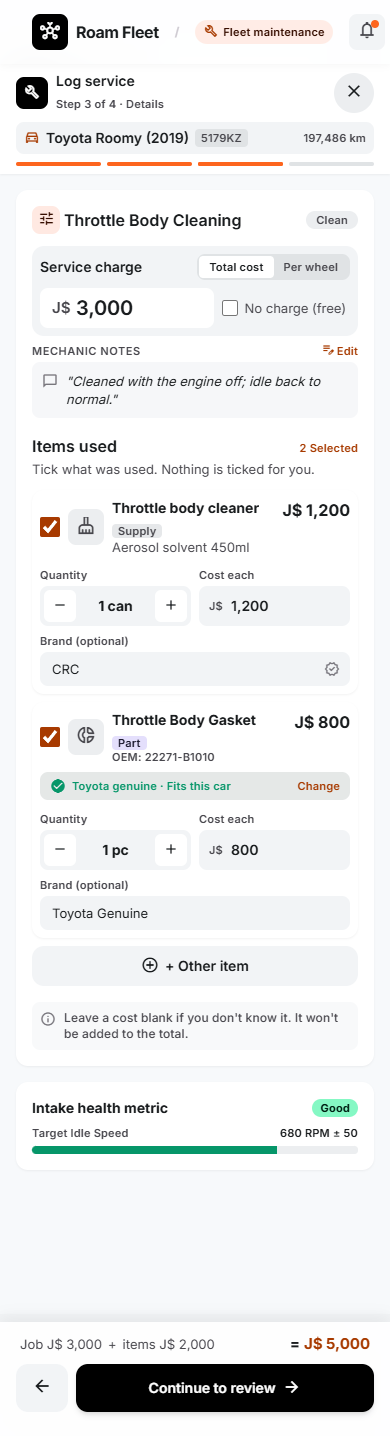 Roam Fleet / Fleet maintenance
Log service
Step 3 of 4 · Details
Toyota Roomy (2019) 5179KZ 197,486 km
Throttle Body Cleaning Clean
Service charge Total cost Per wheel
J$ 3,000 No charge (free)
MECHANIC NOTES Edit
"Cleaned with the engine off; idle back to
normal."
Items used 2 Selected
Tick what was used. Nothing is ticked for you.
Throttle body cleaner J$ 1,200
Supply
Aerosol solvent 450ml
Quantity Cost each
− 1 can + J$ 1,200
Brand (optional)
CRC
Throttle Body Gasket J$ 800
Part
OEM: 22271-B1010
Toyota genuine · Fits this car Change
Quantity Cost each
− 1 pc + J$ 800
Brand (optional)
Toyota Genuine
+ Other item
Leave a cost blank if you don't know it. It won't
be added to the total.
Intake health metric Good
Target Idle Speed 680 RPM ± 50
Job J$ 3,000 + items J$ 2,000 = J$ 5,000
Continue to review →